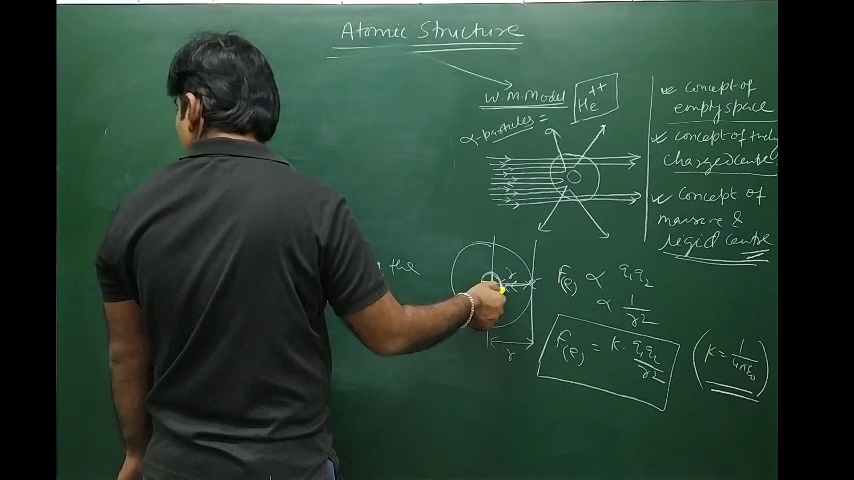 Atomic Structure
W.M.Model
He++
α-particles =
concept of
empty space
concept of
charged centre
concept of
massive &
rigid centre
the
r
F(e) ∝ q1q2
∝ 1/r2
F(e) = K. q1q2/r2
(K = 1/4πε0)
r